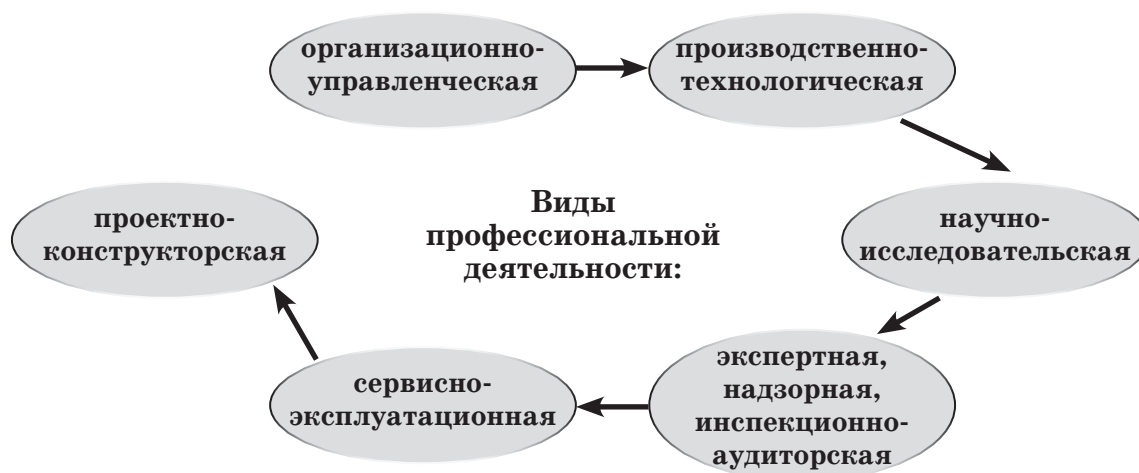 организационно-
управленческая
производственно-
технологическая
Виды
профессиональной
деятельности:
проектно-
конструкторская
научно-
исследовательская
сервисно-
эксплуатационная
экспертная,
надзорная,
инспекционно-
аудиторская